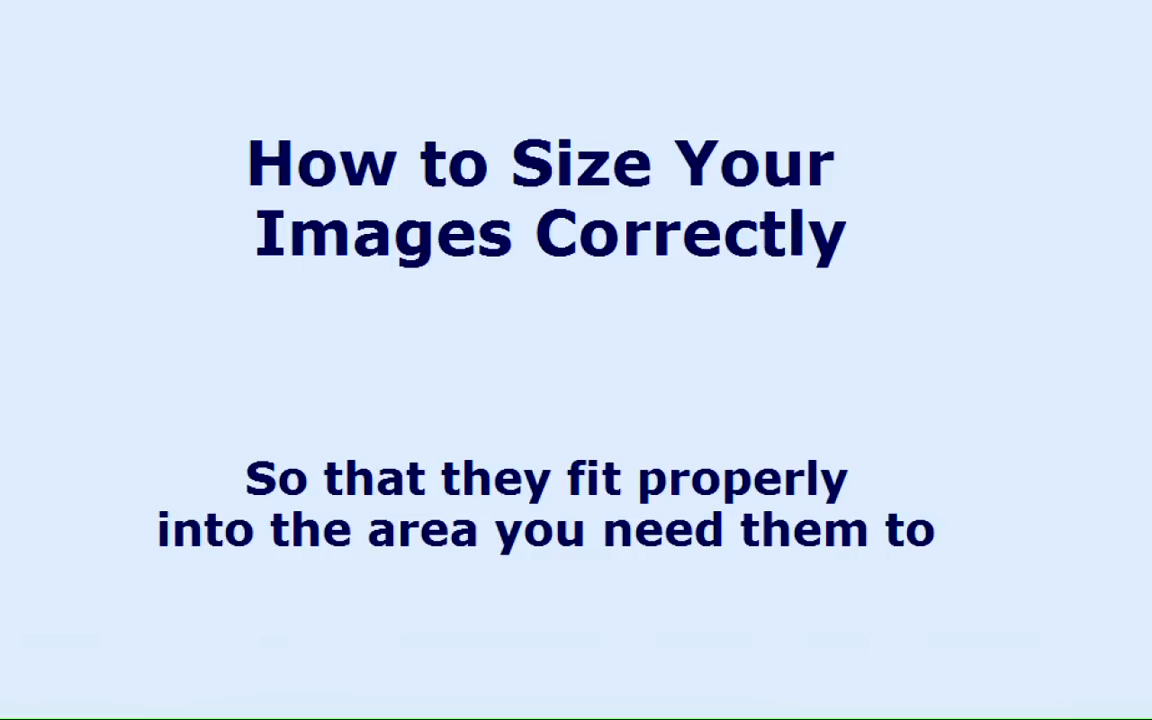 How to Size Your
Images Correctly
So that they fit properly
into the area you need them to